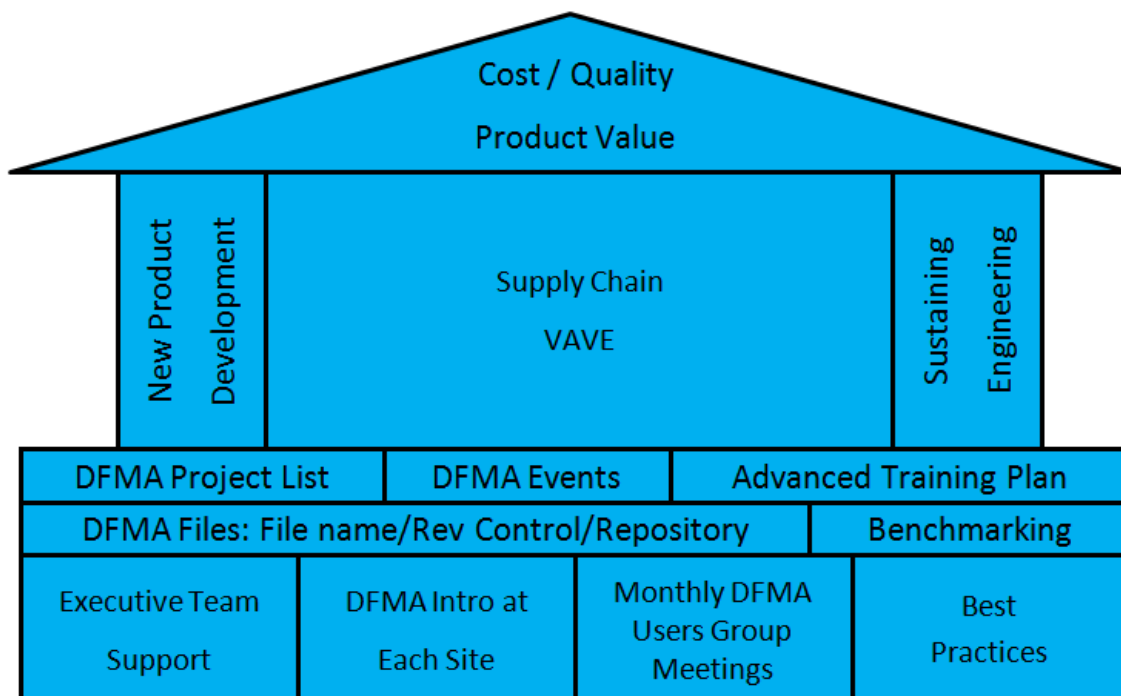 Cost / Quality
Product Value
New Product
Development
Supply Chain
VAVE
Sustaining
Engineering
DFMA Project List
DFMA Events
Advanced Training Plan
DFMA Files: File name/Rev Control/Repository
Benchmarking
Executive Team
Support
DFMA Intro at
Each Site
Monthly DFMA
Users Group
Meetings
Best
Practices